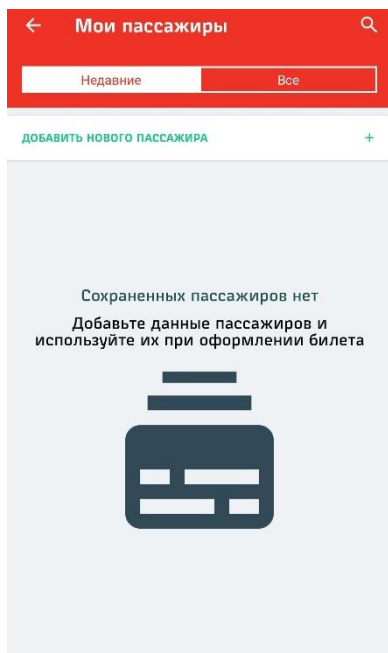 Мои пассажиры
Недавние
Все
ДОБАВИТЬ НОВОГО ПАССАЖИРА
Сохраненных пассажиров нет
Добавьте данные пассажиров и
используйте их при оформлении билета